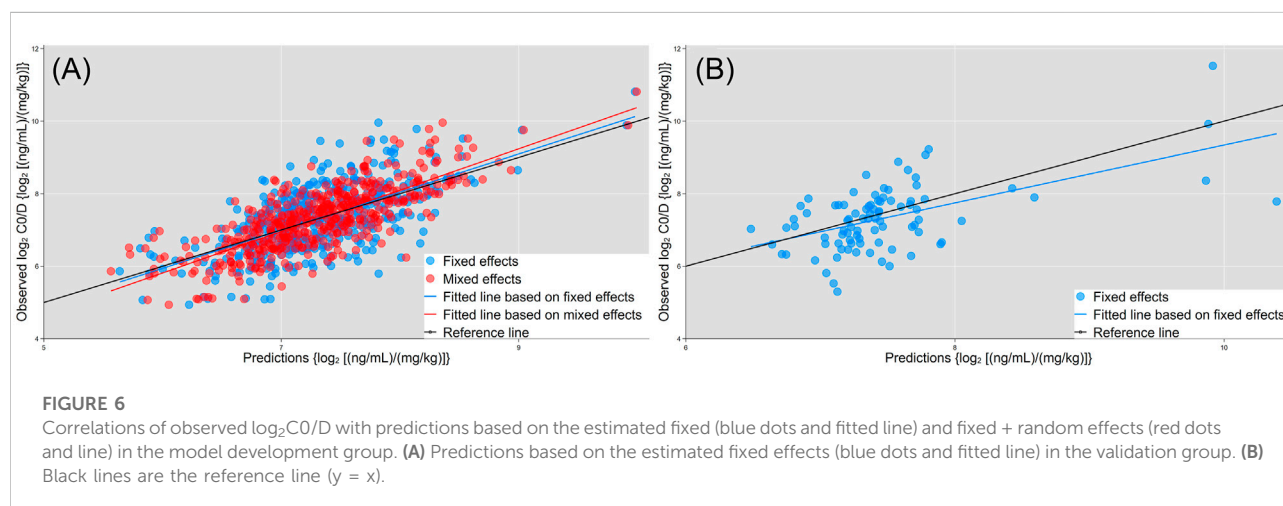 (A)
Observed log₂ C0/D {log₂ [(ng/mL)/(mg/kg)]}
12
10
8
6
4
5
7
9
Predictions {log₂ [(ng/mL)/(mg/kg)]}
Fixed effects
Mixed effects
Fitted line based on fixed effects
Fitted line based on mixed effects
Reference line
(B)
Observed log₂ C0/D {log₂ [(ng/mL)/(mg/kg)]}
12
10
8
6
4
6
8
10
Predictions {log₂ [(ng/mL)/(mg/kg)]}
Fixed effects
Fitted line based on fixed effects
Reference line
FIGURE 6
Correlations of observed log₂C0/D with predictions based on the estimated fixed (blue dots and fitted line) and fixed + random effects (red dots
and line) in the model development group. (A) Predictions based on the estimated fixed effects (blue dots and fitted line) in the validation group. (B)
Black lines are the reference line (y = x).